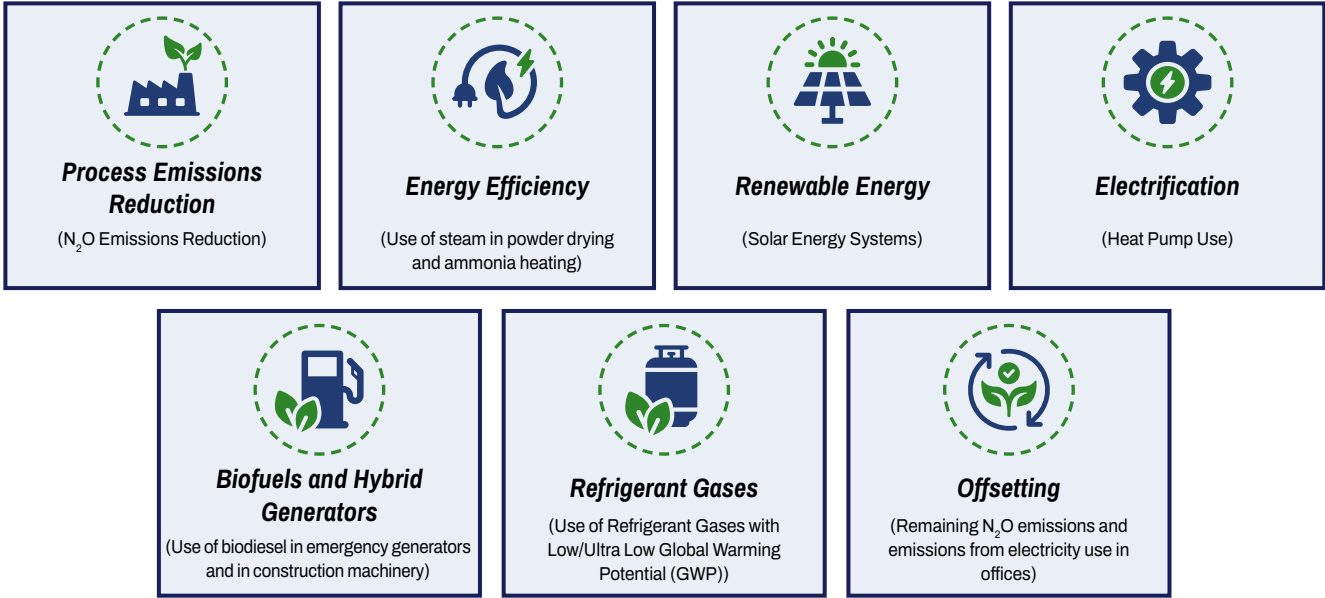 Process Emissions
Reduction
(N₂O Emissions Reduction)
Energy Efficiency
(Use of steam in powder drying
and ammonia heating)
Renewable Energy
(Solar Energy Systems)
Electrification
(Heat Pump Use)
Biofuels and Hybrid
Generators
(Use of biodiesel in emergency generators
and in construction machinery)
Refrigerant Gases
(Use of Refrigerant Gases with
Low/Ultra Low Global Warming
Potential (GWP))
Offsetting
(Remaining N₂O emissions and
emissions from electricity use in
offices)